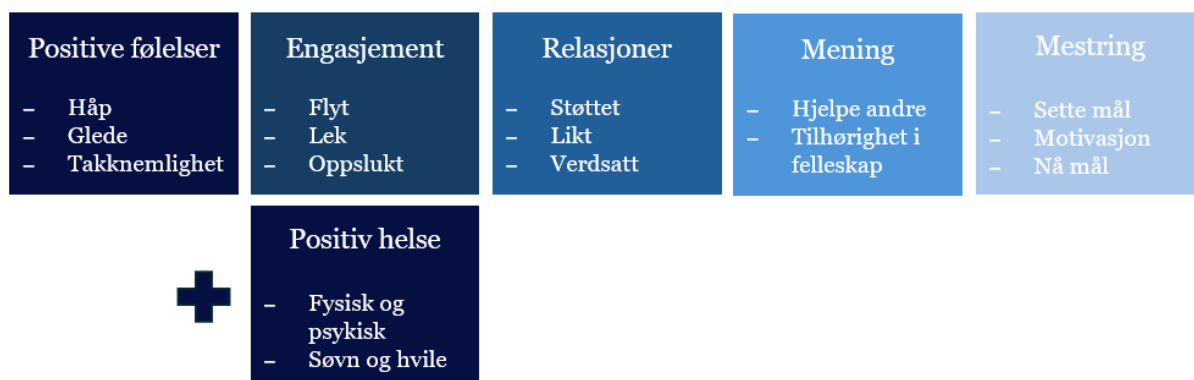 Positive følelser
– Håp
– Glede
– Takknemlighet
Engasjement
– Flyt
– Lek
– Oppslukt
Relasjoner
– Støttet
– Likt
– Verdsatt
Mening
– Hjelpe andre
– Tilhørighet i
felleskap
Mestring
– Sette mål
– Motivasjon
– Nå mål
Positiv helse
– Fysisk og
psykisk
– Søvn og hvile